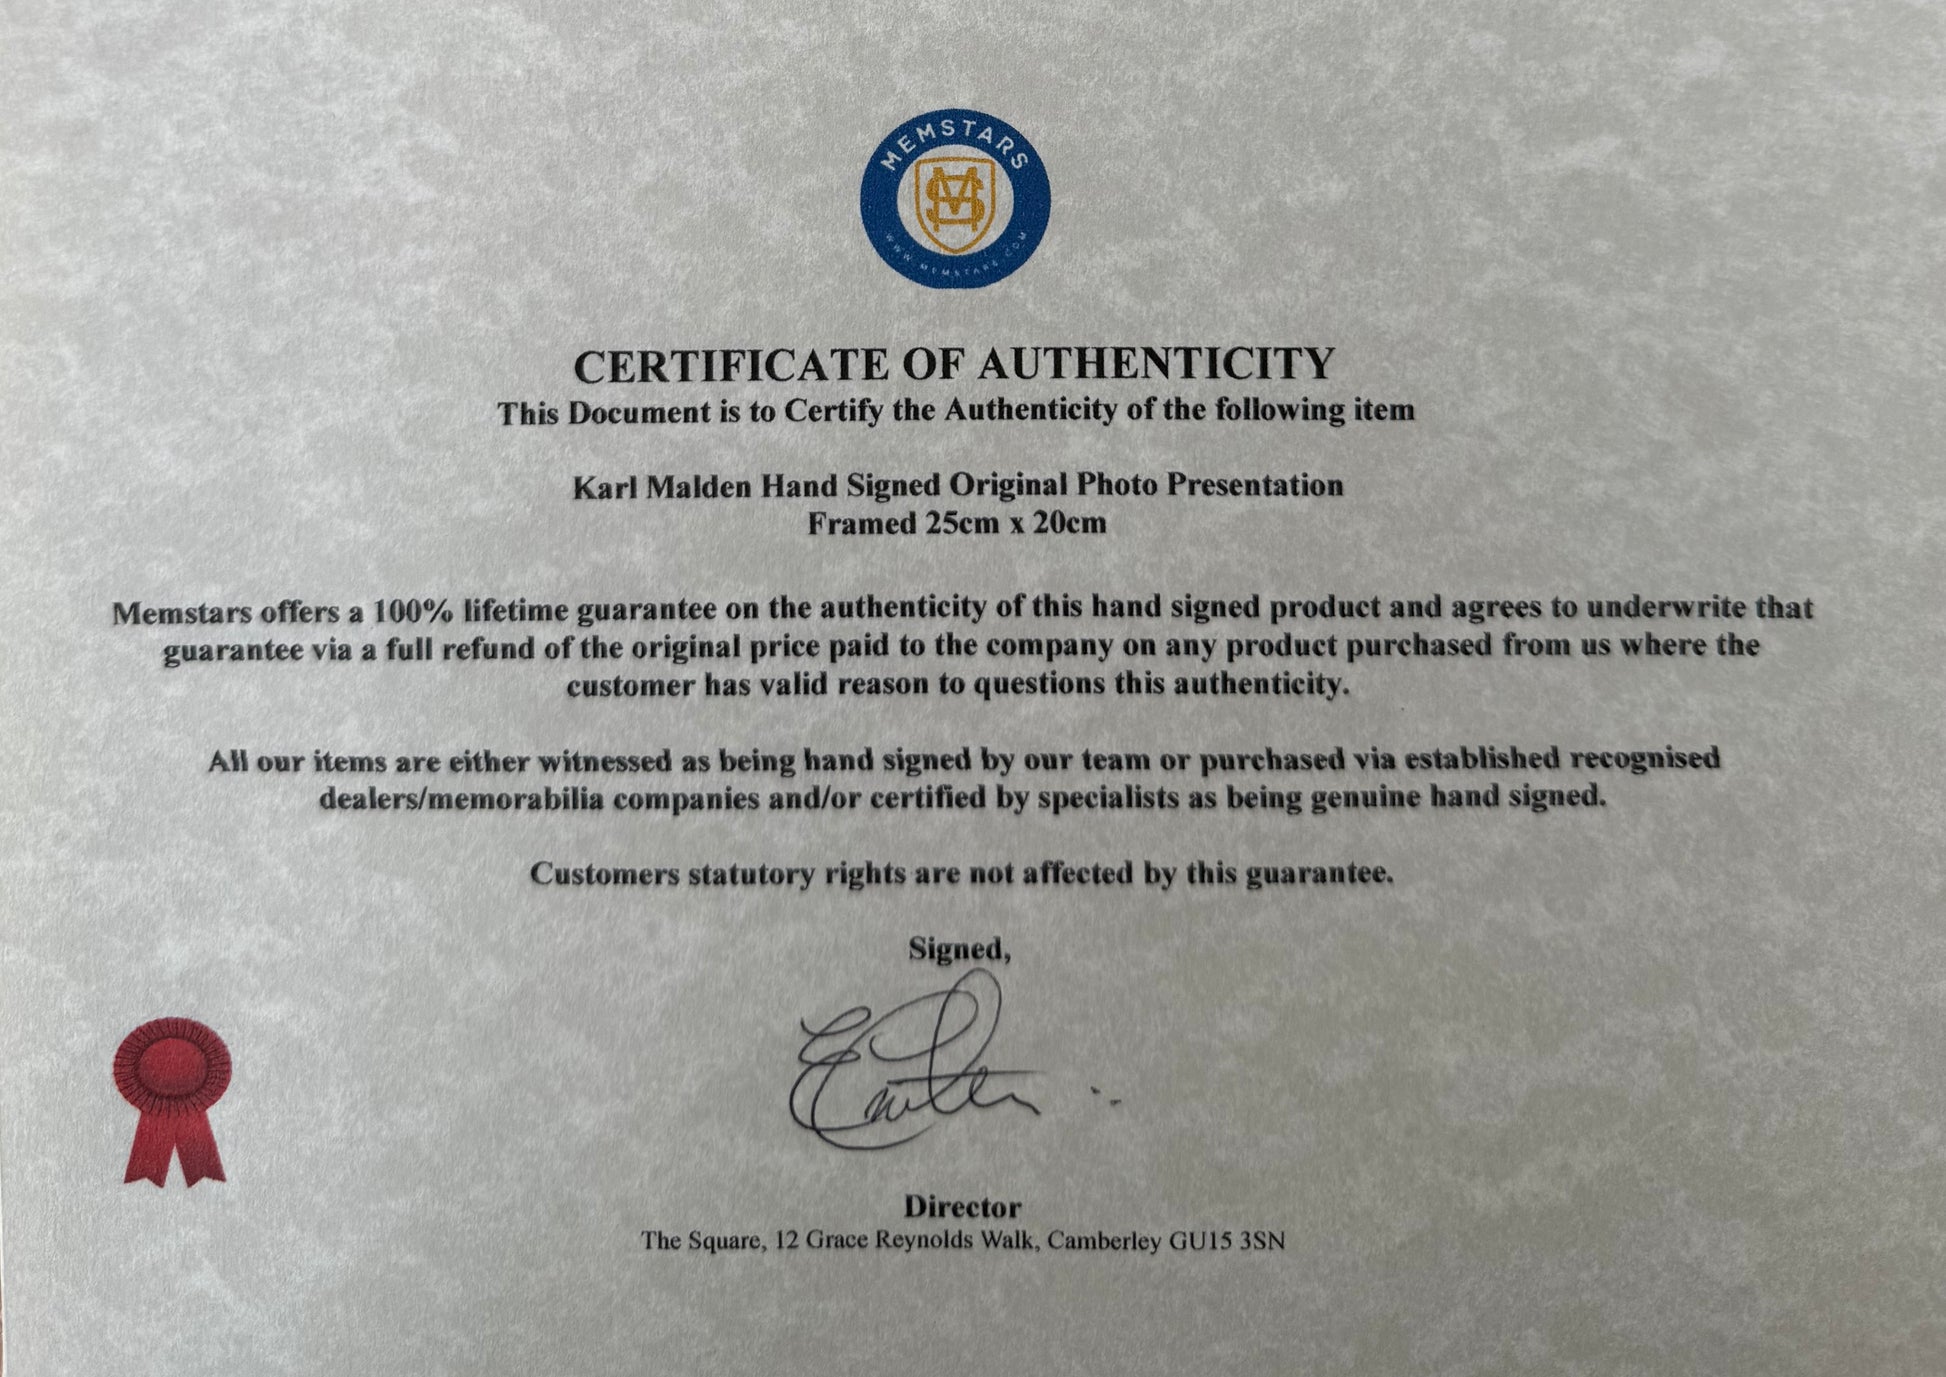 MEMSTARS
MS
WWW.MEMSTARS.COM
CERTIFICATE OF AUTHENTICITY
This Document is to Certify the Authenticity of the following item
Karl Malden Hand Signed Original Photo Presentation
Framed 25cm x 20cm
Memstars offers a 100% lifetime guarantee on the authenticity of this hand signed product and agrees to underwrite that
guarantee via a full refund of the original price paid to the company on any product purchased from us where the
customer has valid reason to questions this authenticity.
All our items are either witnessed as being hand signed by our team or purchased via established recognised
dealers/memorabilia companies and/or certified by specialists as being genuine hand signed.
Customers statutory rights are not affected by this guarantee.
Signed,
Director
The Square, 12 Grace Reynolds Walk, Camberley GU15 3SN